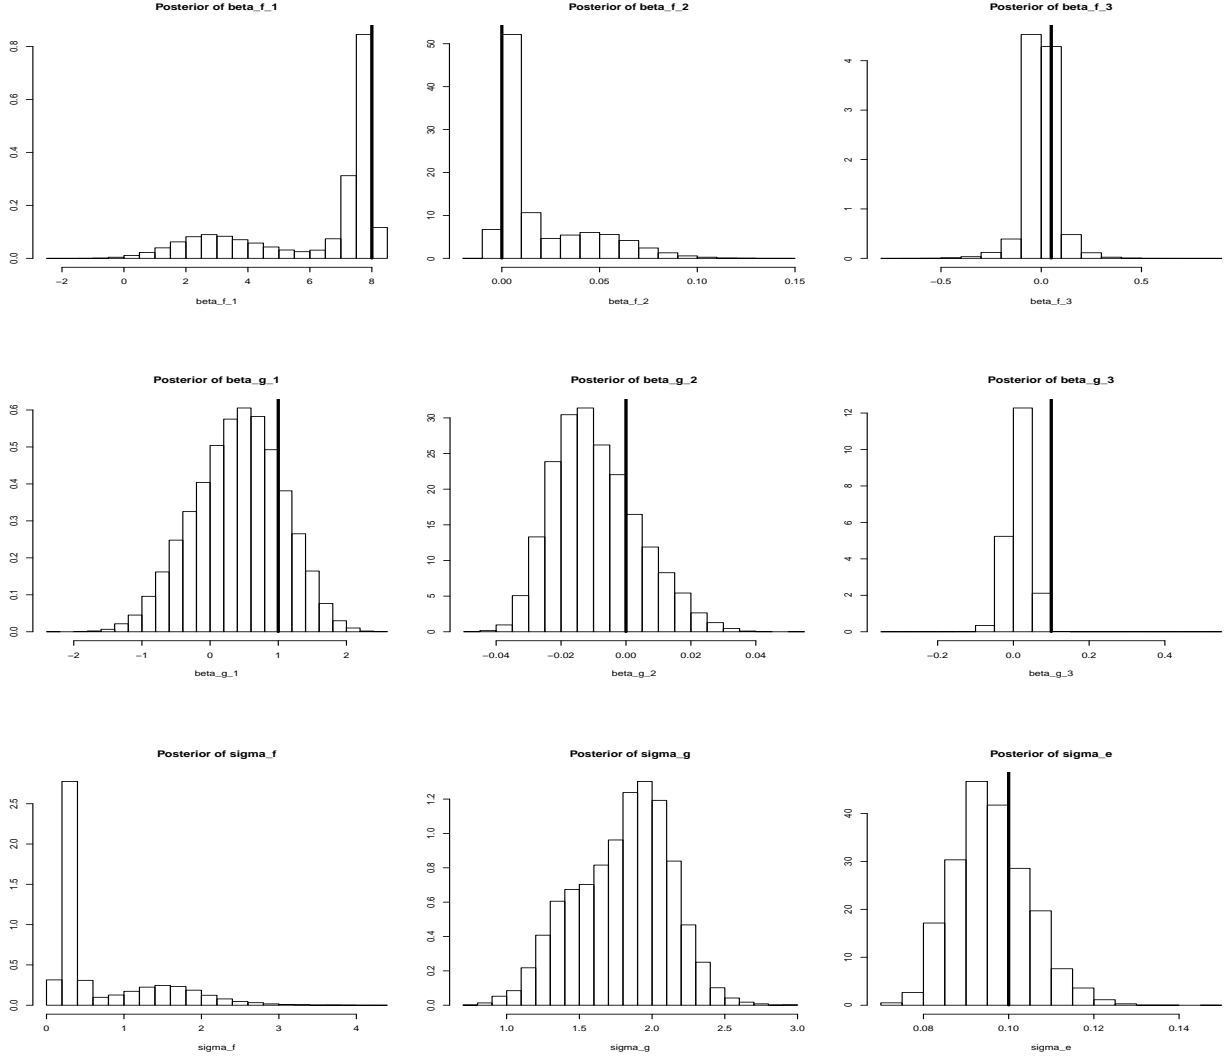 Posterior of beta_f_1
Posterior of beta_f_2
Posterior of beta_f_3
0.0 0.2 0.4 0.6 0.8
0 10 20 30 40 50
0 1 2 3 4
−2 0 2 4 6 8
0.00 0.05 0.10 0.15
−0.5 0.0 0.5
beta_f_1
beta_f_2
beta_f_3
Posterior of beta_g_1
Posterior of beta_g_2
Posterior of beta_g_3
0.0 0.1 0.2 0.3 0.4 0.5 0.6
0 5 10 15 20 25 30
0 2 4 6 8 10 12
−2 −1 0 1 2
−0.04 −0.02 0.00 0.02 0.04
−0.2 0.0 0.2 0.4
beta_g_1
beta_g_2
beta_g_3
Posterior of sigma_f
Posterior of sigma_g
Posterior of sigma_e
0.0 0.5 1.0 1.5 2.0 2.5
0.0 0.2 0.4 0.6 0.8 1.0 1.2
0 10 20 30 40
0 1 2 3 4
1.0 1.5 2.0 2.5 3.0
0.08 0.10 0.12 0.14
sigma_f
sigma_g
sigma_e